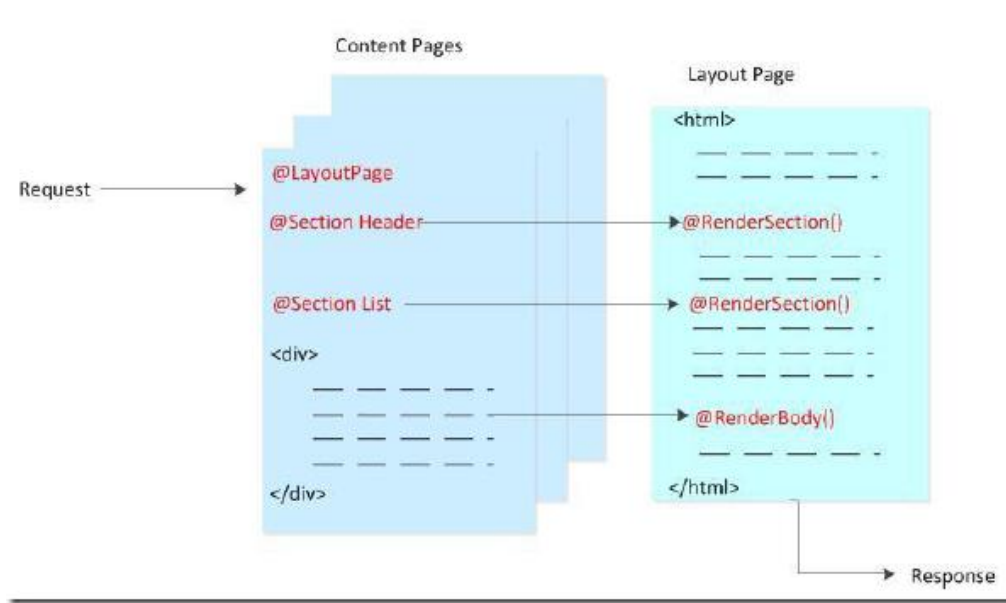 Content Pages
Layout Page
<html>
@LayoutPage
Request
@Section Header
@RenderSection()
@Section List
@RenderSection()
<div>
@RenderBody()
</div>
</html>
Response